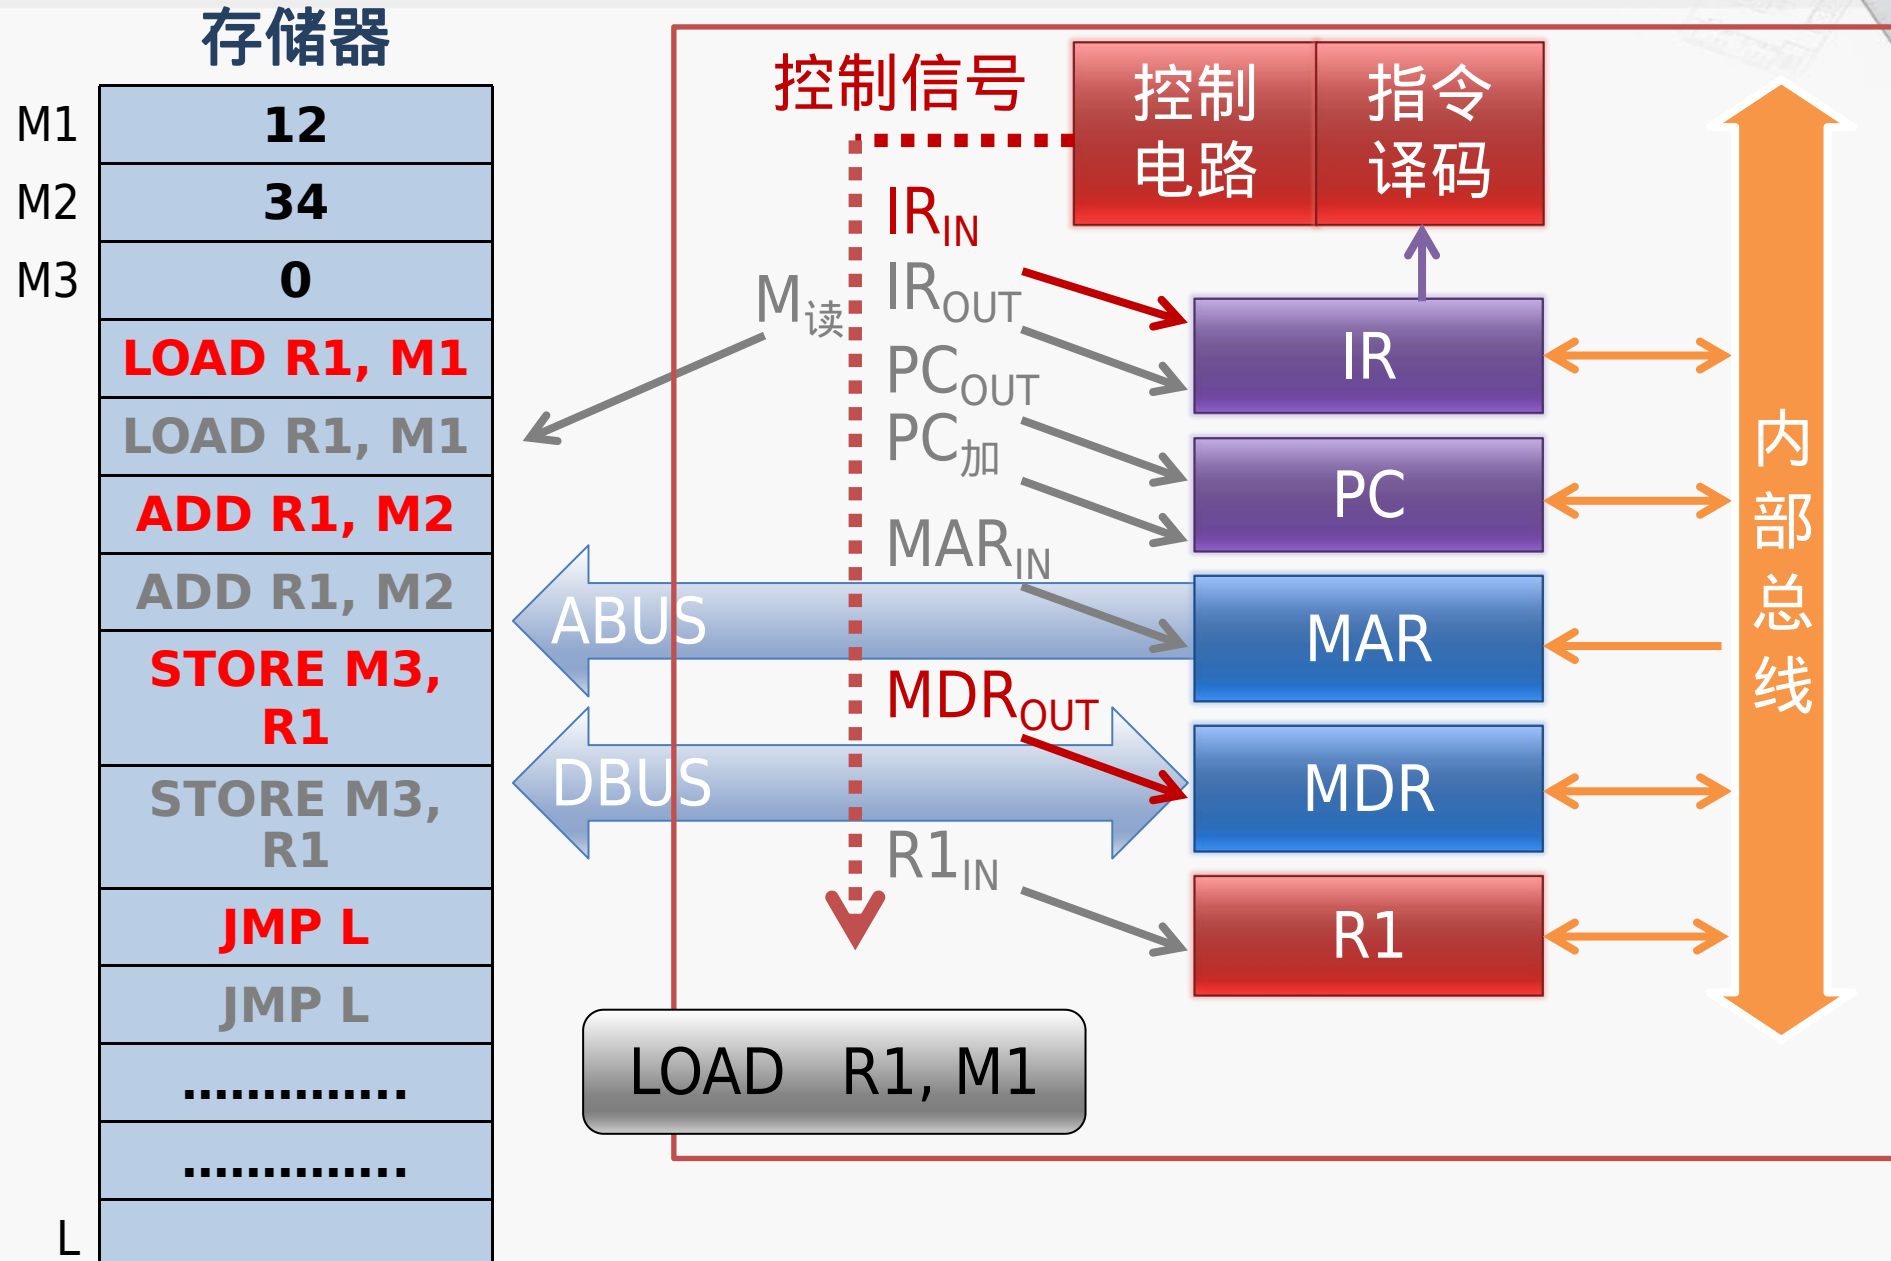 存储器
M1
12
M2
34
M3
0
LOAD R1, M1
LOAD R1, M1
ADD R1, M2
ADD R1, M2
STORE M3,
R1
STORE M3,
R1
JMP L
JMP L
..............
..............
L
控制信号
控制
电路
指令
译码
IRIN
IROUT
M读
PCOUT
PC加
MARIN
MDROUT
R1IN
ABUS
DBUS
IR
PC
MAR
MDR
R1
内
部
总
线
LOAD R1, M1